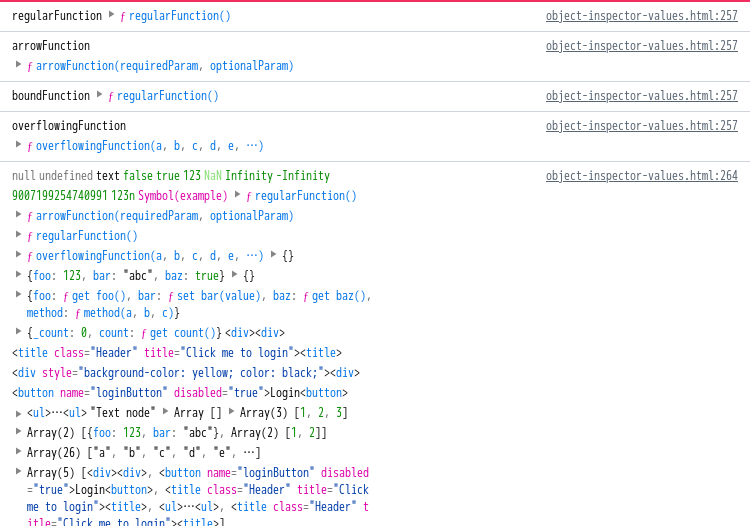 regularFunction ▶ ƒ regularFunction() object-inspector-values.html:257
arrowFunction object-inspector-values.html:257
▶ ƒ arrowFunction(requiredParam, optionalParam)
boundFunction ▶ ƒ regularFunction() object-inspector-values.html:257
overflowingFunction object-inspector-values.html:257
▶ ƒ overflowingFunction(a, b, c, d, e, …)
null undefined text false true 123 NaN Infinity -Infinity object-inspector-values.html:264
9007199254740991 123n Symbol(example) ▶ ƒ regularFunction()
▶ ƒ arrowFunction(requiredParam, optionalParam)
▶ ƒ regularFunction()
▶ ƒ overflowingFunction(a, b, c, d, e, …) ▶ {}
▶ {foo: 123, bar: "abc", baz: true} ▶ {}
▶ {foo: ƒ get foo(), bar: ƒ set bar(value), baz: ƒ get baz(),
method: ƒ method(a, b, c)}
▶ {_count: 0, count: ƒ get count()} <div><div>
<title class="Header" title="Click me to login"><title>
<div style="background-color: yellow; color: black;"><div>
<button name="loginButton" disabled="true">Login<button>
▶ <ul>…<ul> "Text node" ▶ Array [] ▶ Array(3) [1, 2, 3]
▶ Array(2) [{foo: 123, bar: "abc"}, Array(2) [1, 2]]
▶ Array(26) ["a", "b", "c", "d", "e", …]
▶ Array(5) [<div><div>, <button name="loginButton" disabled
="true">Login<button>, <title class="Header" title="Click
me to login"><title>, <ul>…<ul>, <title class="Header" t
itle="Click me to login"><title>]